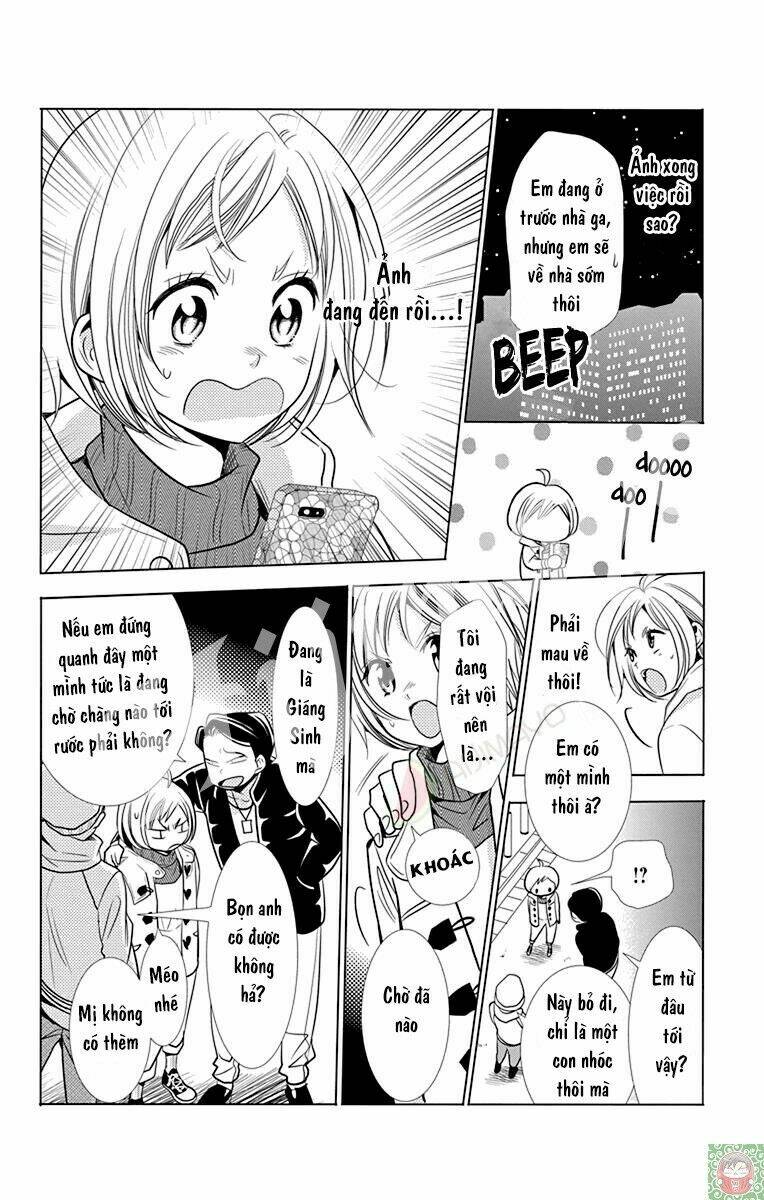 Ảnh xong
việc rồi
sao?
Em đang ở
trước nhà ga,
nhưng em sẽ
về nhà sớm
thôi
BEEP
Ảnh
đang đến rồi...!
doooo
doo
Phải
mau về
thôi!
Em có
một mình
thôi à?
!?
Em từ
đâu
tới
vậy?
Này bỏ đi,
chỉ là một
con nhóc
thôi mà
Tôi
đang
rất vội
nên
là...
KHOÁC
Chờ đã
nào
Đang
là
Giáng
Sinh
mà
Nếu em đứng
quanh đây một
mình tức là đang
chờ chàng nào tới
rước phải không?
Bọn anh
có được
không
hả?
Méo
nhé
Mị không
có thèm